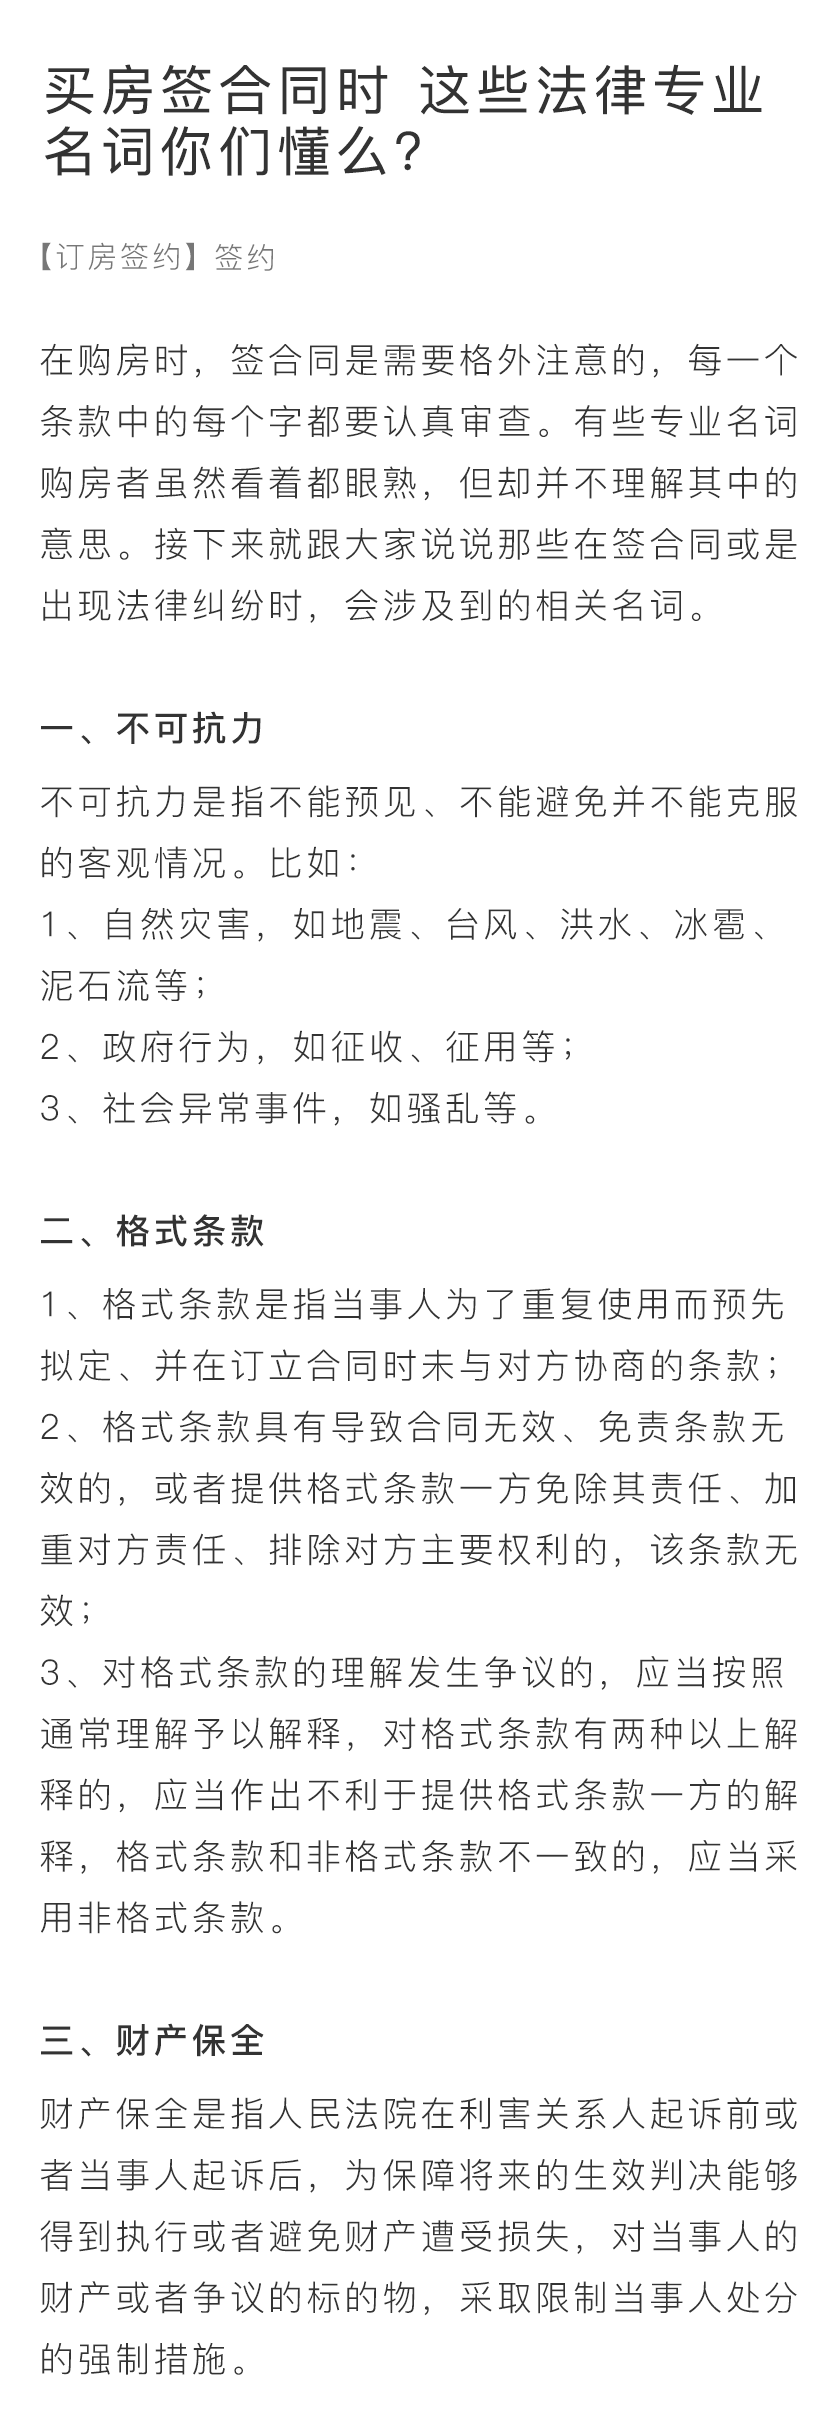 买房签合同时 这些法律专业
名词你们懂么?
【订房签约】签约
在购房时，签合同是需要格外注意的，每一个
条款中的每个字都要认真审查。有些专业名词
购房者虽然看着都眼熟，但却并不理解其中的
意思。接下来就跟大家说说那些在签合同或是
出现法律纠纷时，会涉及到的相关名词。
一、不可抗力
不可抗力是指不能预见、不能避免并不能克服
的客观情况。比如：
1、自然灾害，如地震、台风、洪水、冰雹、
泥石流等；
2、政府行为，如征收、征用等；
3、社会异常事件，如骚乱等。
二、格式条款
1、格式条款是指当事人为了重复使用而预先
拟定、并在订立合同时未与对方协商的条款；
2、格式条款具有导致合同无效、免责条款无
效的，或者提供格式条款一方免除其责任、加
重对方责任、排除对方主要权利的，该条款无
效；
3、对格式条款的理解发生争议的，应当按照
通常理解予以解释，对格式条款有两种以上解
释的，应当作出不利于提供格式条款一方的解
释，格式条款和非格式条款不一致的，应当采
用非格式条款。
三、财产保全
财产保全是指人民法院在利害关系人起诉前或
者当事人起诉后，为保障将来的生效判决能够
得到执行或者避免财产遭受损失，对当事人的
财产或者争议的标的物，采取限制当事人处分
的强制措施。